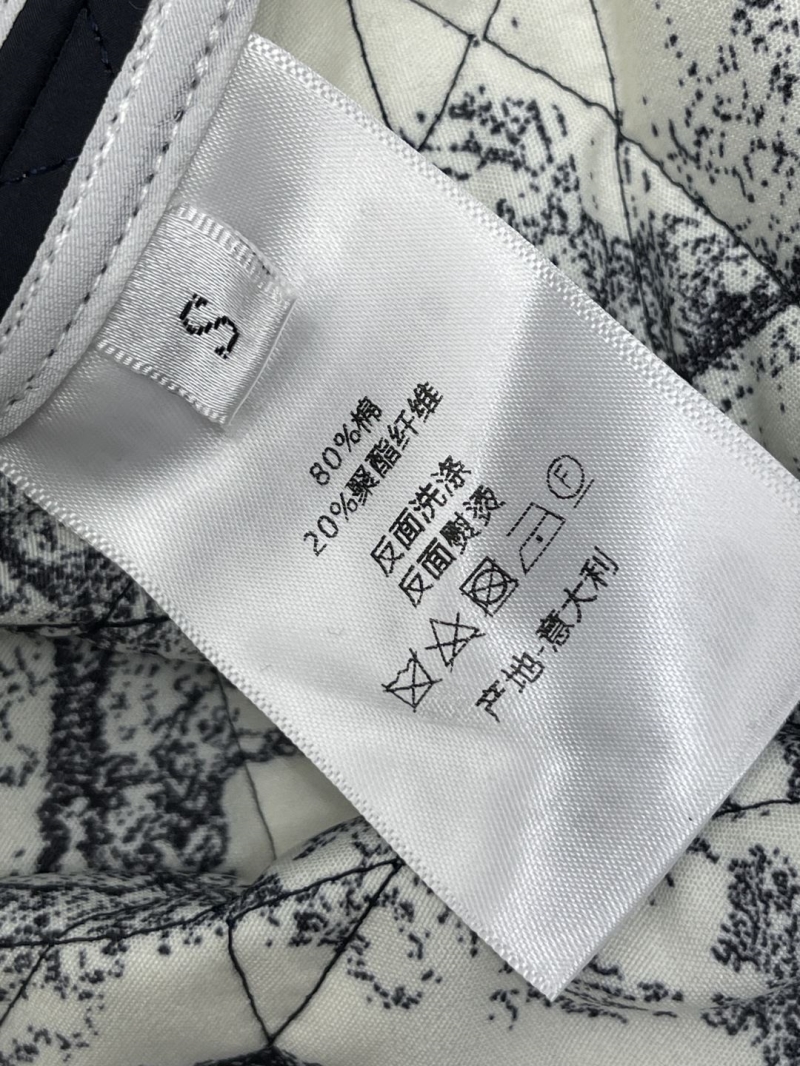 S
80%棉
20%聚酯纤维
反面洗涤
反面熨烫
F
产地-意大利